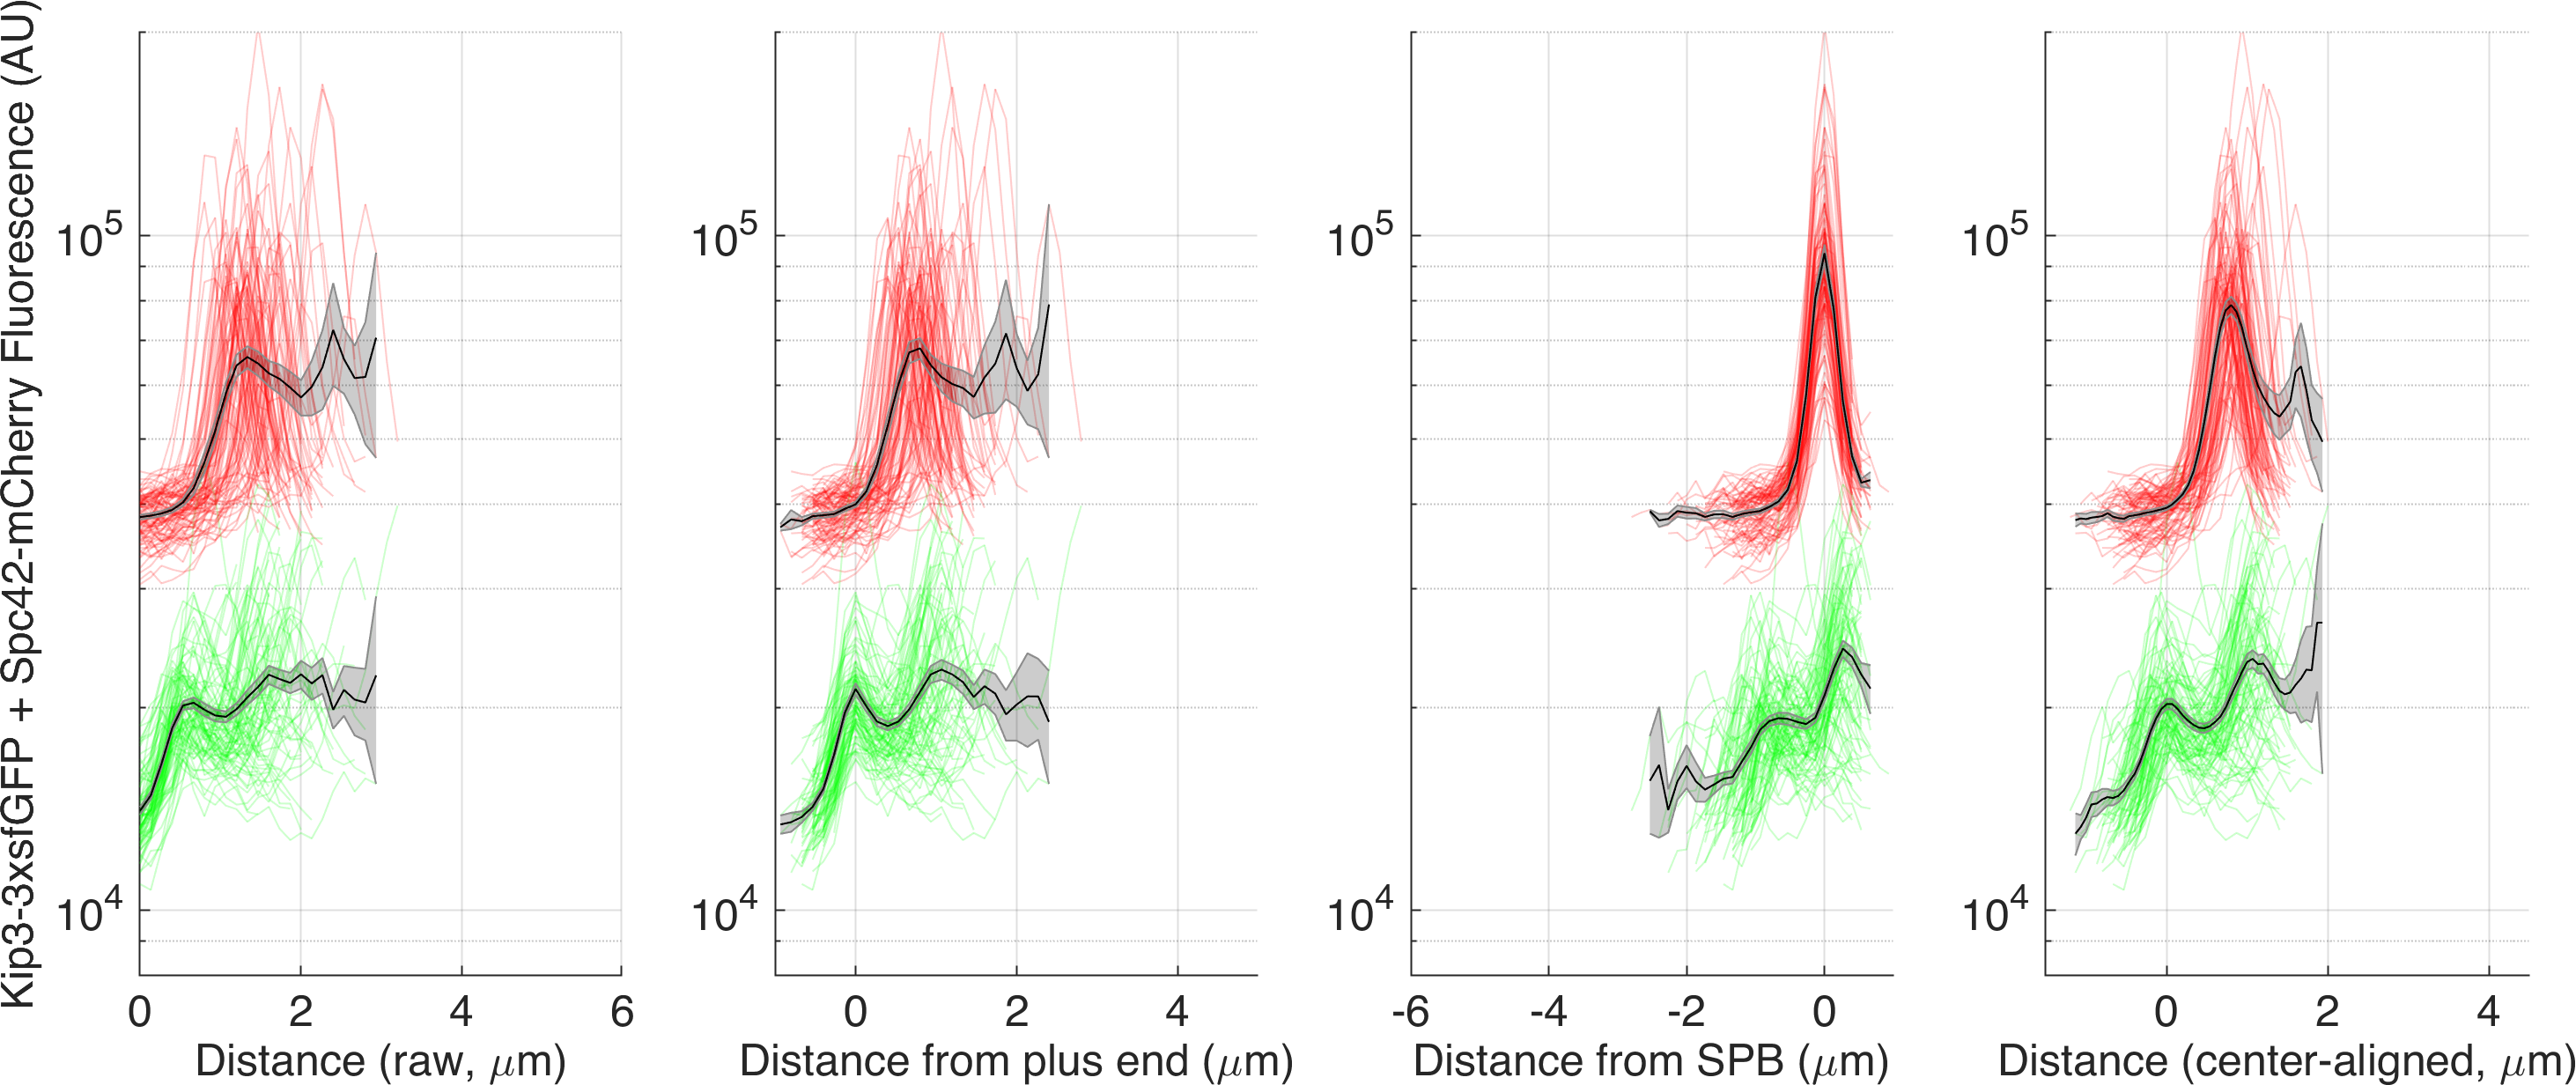 Kip3-3xsfGFP + Spc42-mCherry Fluorescence (AU)
10^5
10^4
0 2 4 6
Distance (raw, μm)
10^5
10^4
0 2 4
Distance from plus end (μm)
10^5
10^4
-6 -4 -2 0
Distance from SPB (μm)
10^5
10^4
0 2 4
Distance (center-aligned, μm)